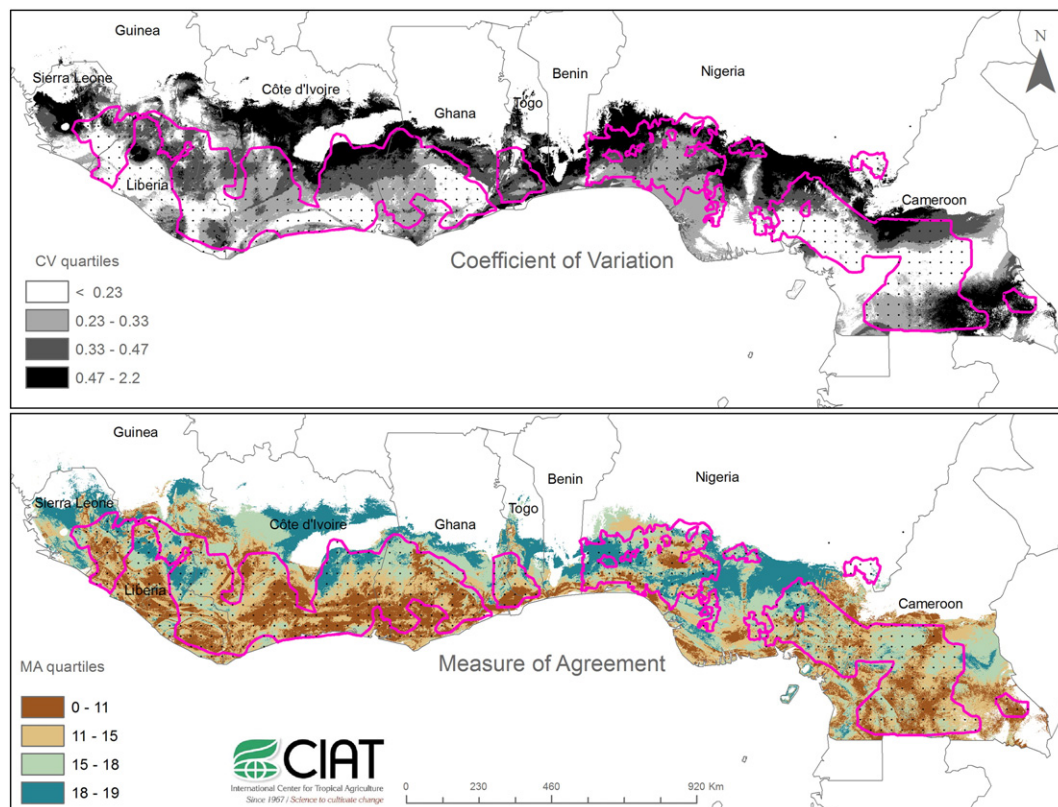 Guinea
Sierra Leone
Liberia
Côte d'Ivoire
Ghana
Togo
Benin
Nigeria
Cameroon
N
Coefficient of Variation
CV quartiles
< 0.23
0.23 - 0.33
0.33 - 0.47
0.47 - 2.2
Guinea
Sierra Leone
Liberia
Côte d'Ivoire
Ghana
Togo
Benin
Nigeria
Cameroon
Measure of Agreement
MA quartiles
0 - 11
11 - 15
15 - 18
18 - 19
CIAT
International Center for Tropical Agriculture
Since 1967 / Science to cultivate change
0 230 460 920 Km